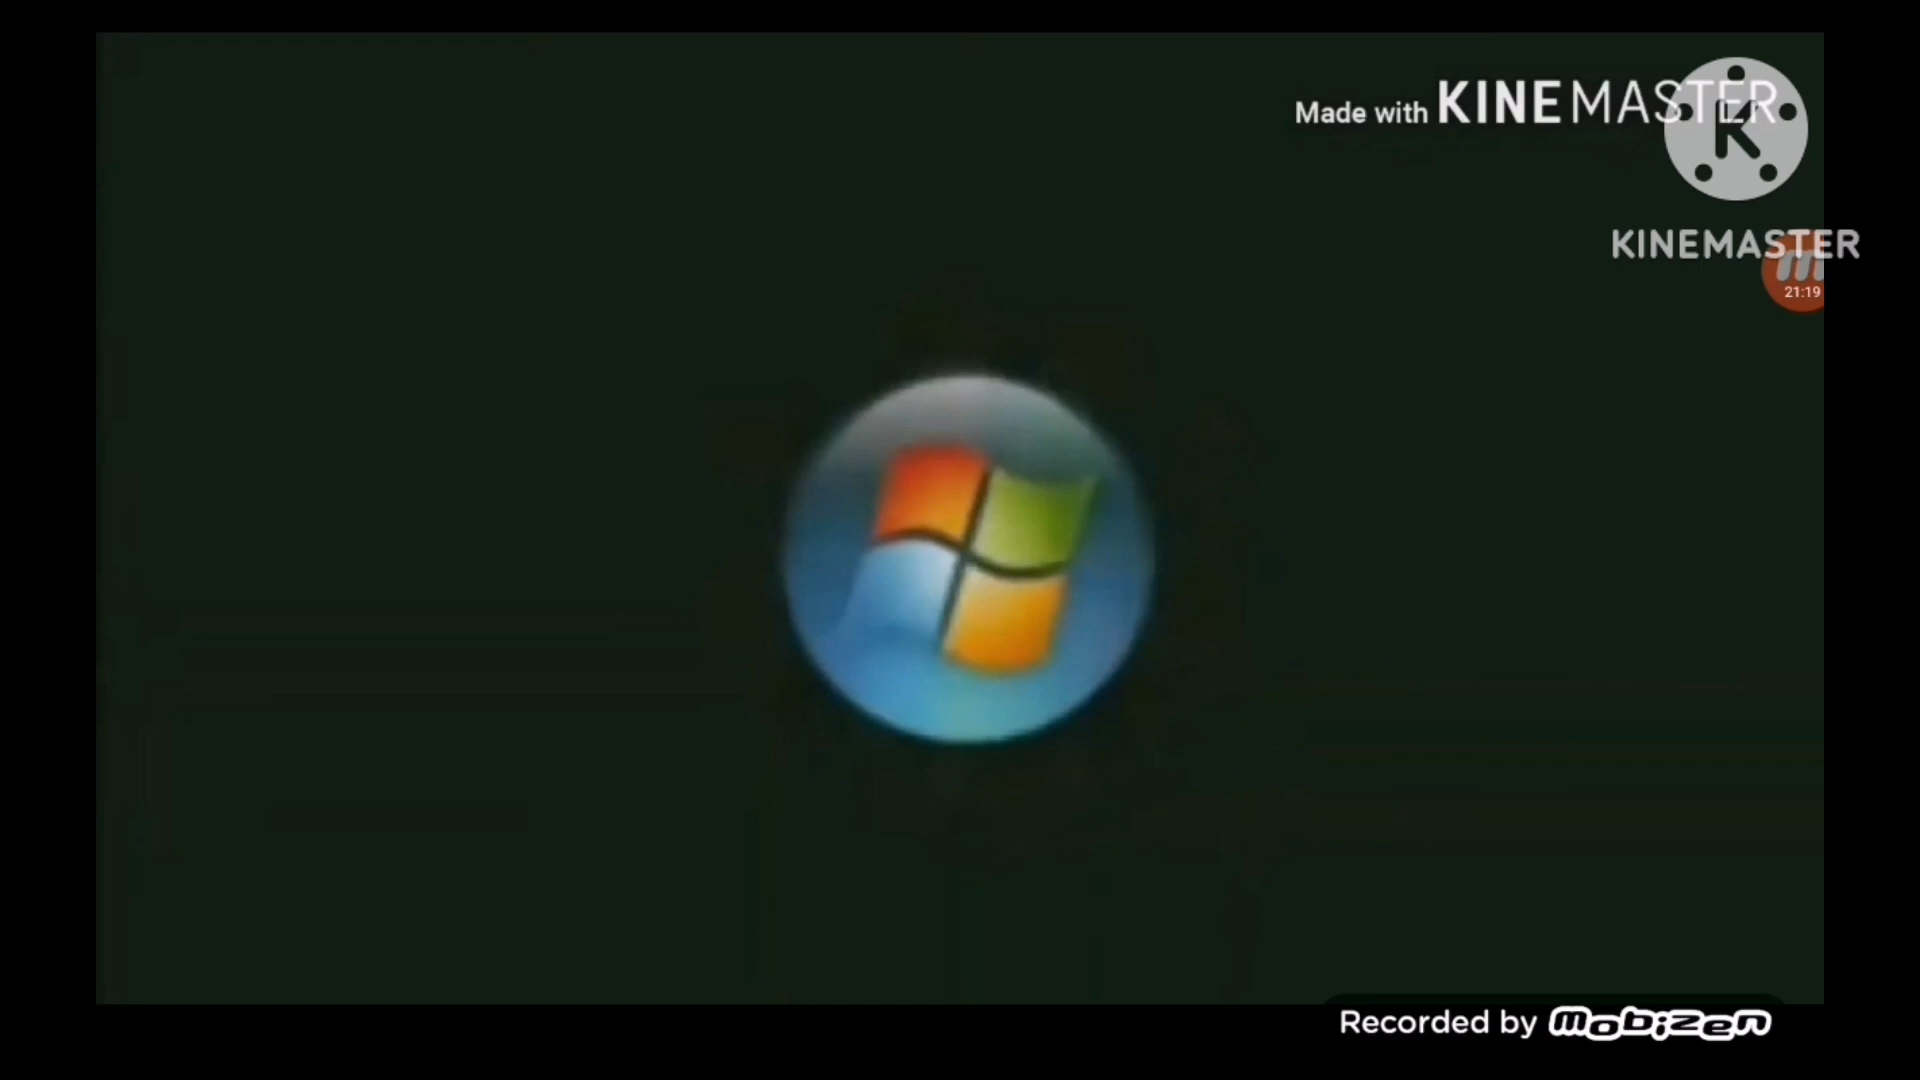 Made with KINEMASTER
K
KINEMASTER
m
21:19
Recorded by mobizen